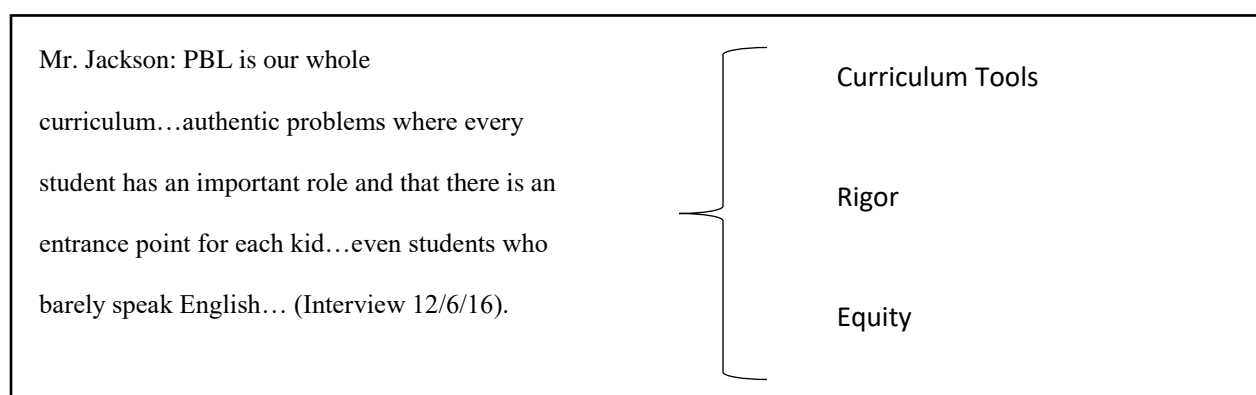 Mr. Jackson: PBL is our whole
curriculum…authentic problems where every
student has an important role and that there is an
entrance point for each kid…even students who
barely speak English… (Interview 12/6/16).
Curriculum Tools
Rigor
Equity